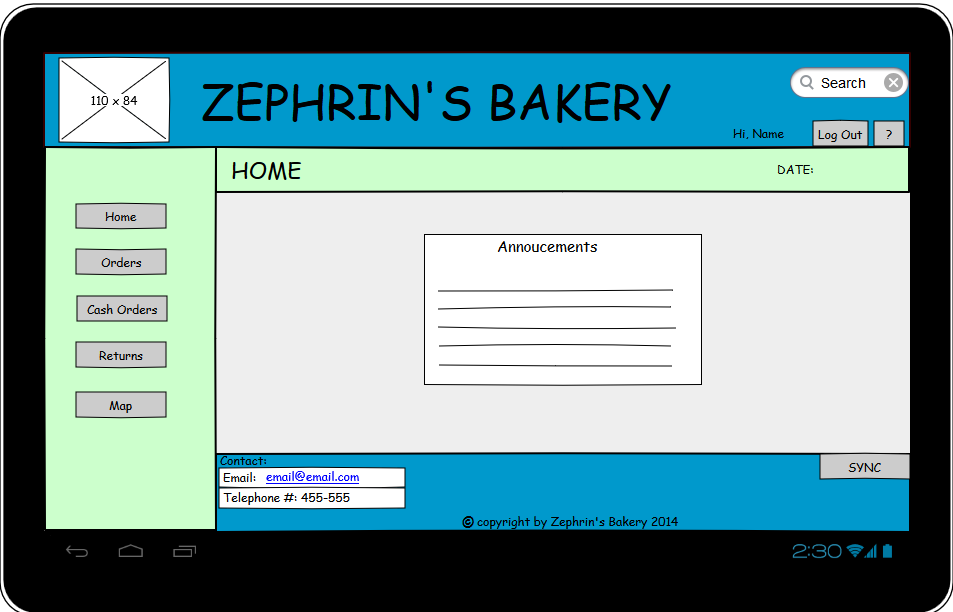 110 x 84
ZEPHRIN'S BAKERY
Search
Hi, Name
Log Out
?
HOME
DATE:
Home
Orders
Cash Orders
Returns
Map
Annoucements
Contact:
Email: email@email.com
Telephone #: 455-555
SYNC
© copyright by Zephrin's Bakery 2014
2:30